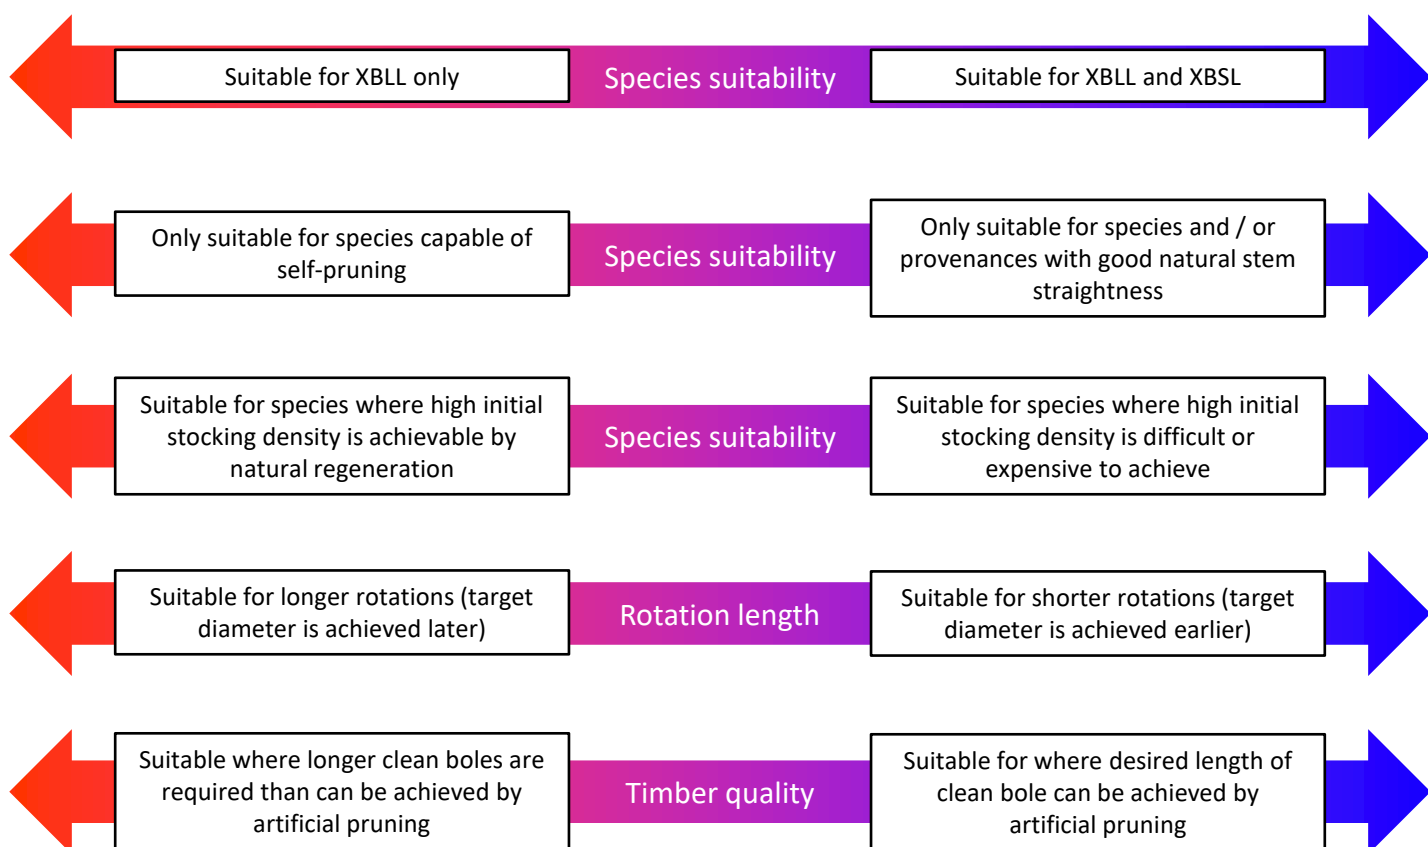 Suitable for XBLL only
Species suitability
Suitable for XBLL and XBSL
Only suitable for species capable of
self-pruning
Species suitability
Only suitable for species and / or
provenances with good natural stem
straightness
Suitable for species where high initial
stocking density is achievable by
natural regeneration
Species suitability
Suitable for species where high initial
stocking density is difficult or
expensive to achieve
Suitable for longer rotations (target
diameter is achieved later)
Rotation length
Suitable for shorter rotations (target
diameter is achieved earlier)
Suitable where longer clean boles are
required than can be achieved by
artificial pruning
Timber quality
Suitable for where desired length of
clean bole can be achieved by
artificial pruning